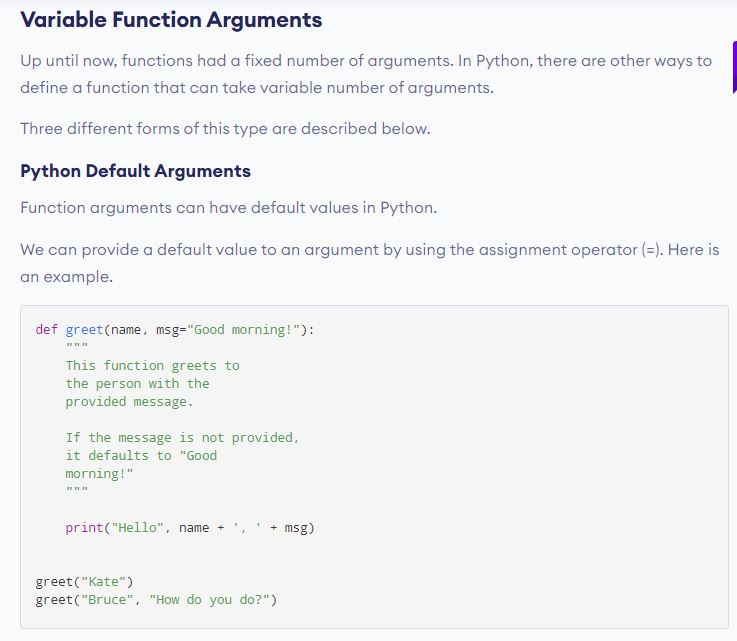 Variable Function Arguments
Up until now, functions had a fixed number of arguments. In Python, there are other ways to
define a function that can take variable number of arguments.
Three different forms of this type are described below.
Python Default Arguments
Function arguments can have default values in Python.
We can provide a default value to an argument by using the assignment operator (=). Here is
an example.
def greet(name, msg="Good morning!"):
    """
    This function greets to
    the person with the
    provided message.

    If the message is not provided,
    it defaults to "Good
    morning!"
    """

    print("Hello", name + ', ' + msg)


greet("Kate")
greet("Bruce", "How do you do?")